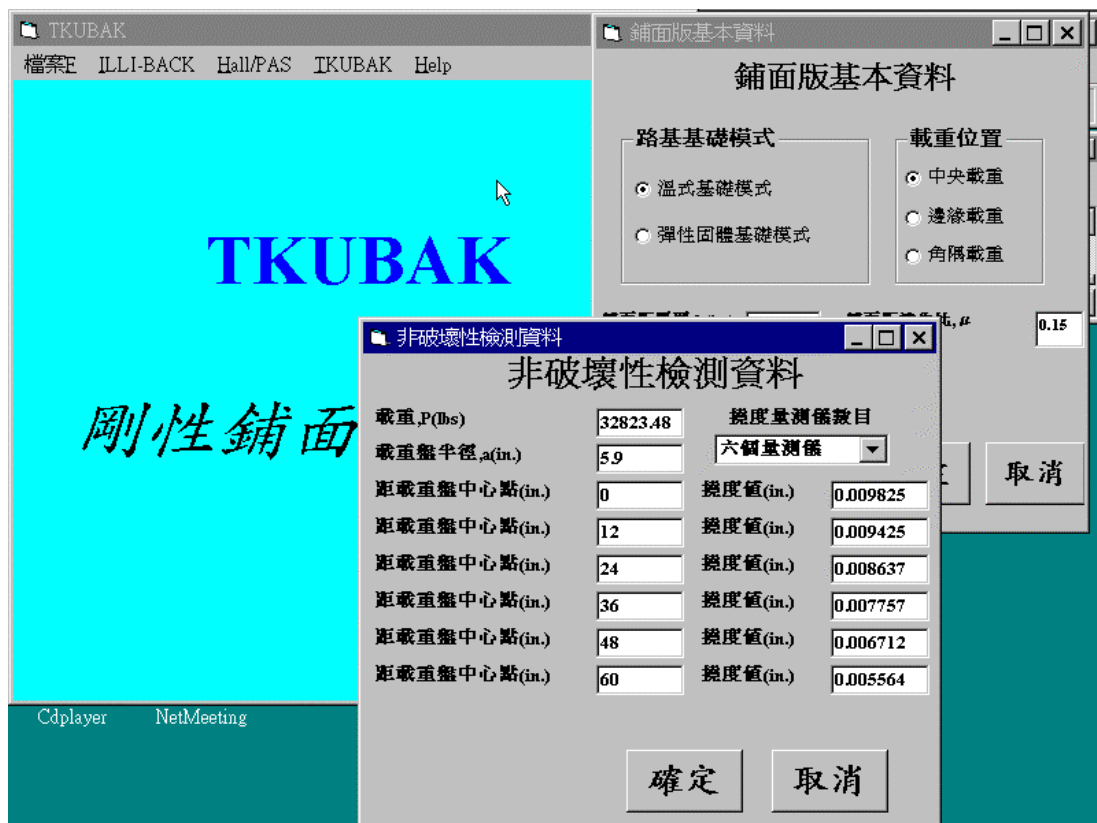 TKUBAK
檔案E ILLI-BACK Hall/PAS TKUBAK Help
TKUBAK
剛性鋪面
鋪面版基本資料
鋪面版基本資料
路基基礎模式
溫式基礎模式
彈性固體基礎模式
載重位置
中央載重
邊緣載重
角隅載重
0.15
取消
非破壞性檢測資料
非破壞性檢測資料
載重,P(lbs) 32823.48 撓度量測儀數目
載重盤半徑,a(in.) 5.9 六個量測儀
距載重盤中心點(in.) 0 撓度值(in.) 0.009825
距載重盤中心點(in.) 12 撓度值(in.) 0.009425
距載重盤中心點(in.) 24 撓度值(in.) 0.008637
距載重盤中心點(in.) 36 撓度值(in.) 0.007757
距載重盤中心點(in.) 48 撓度值(in.) 0.006712
距載重盤中心點(in.) 60 撓度值(in.) 0.005564
確定 取消
Cdplayer NetMeeting